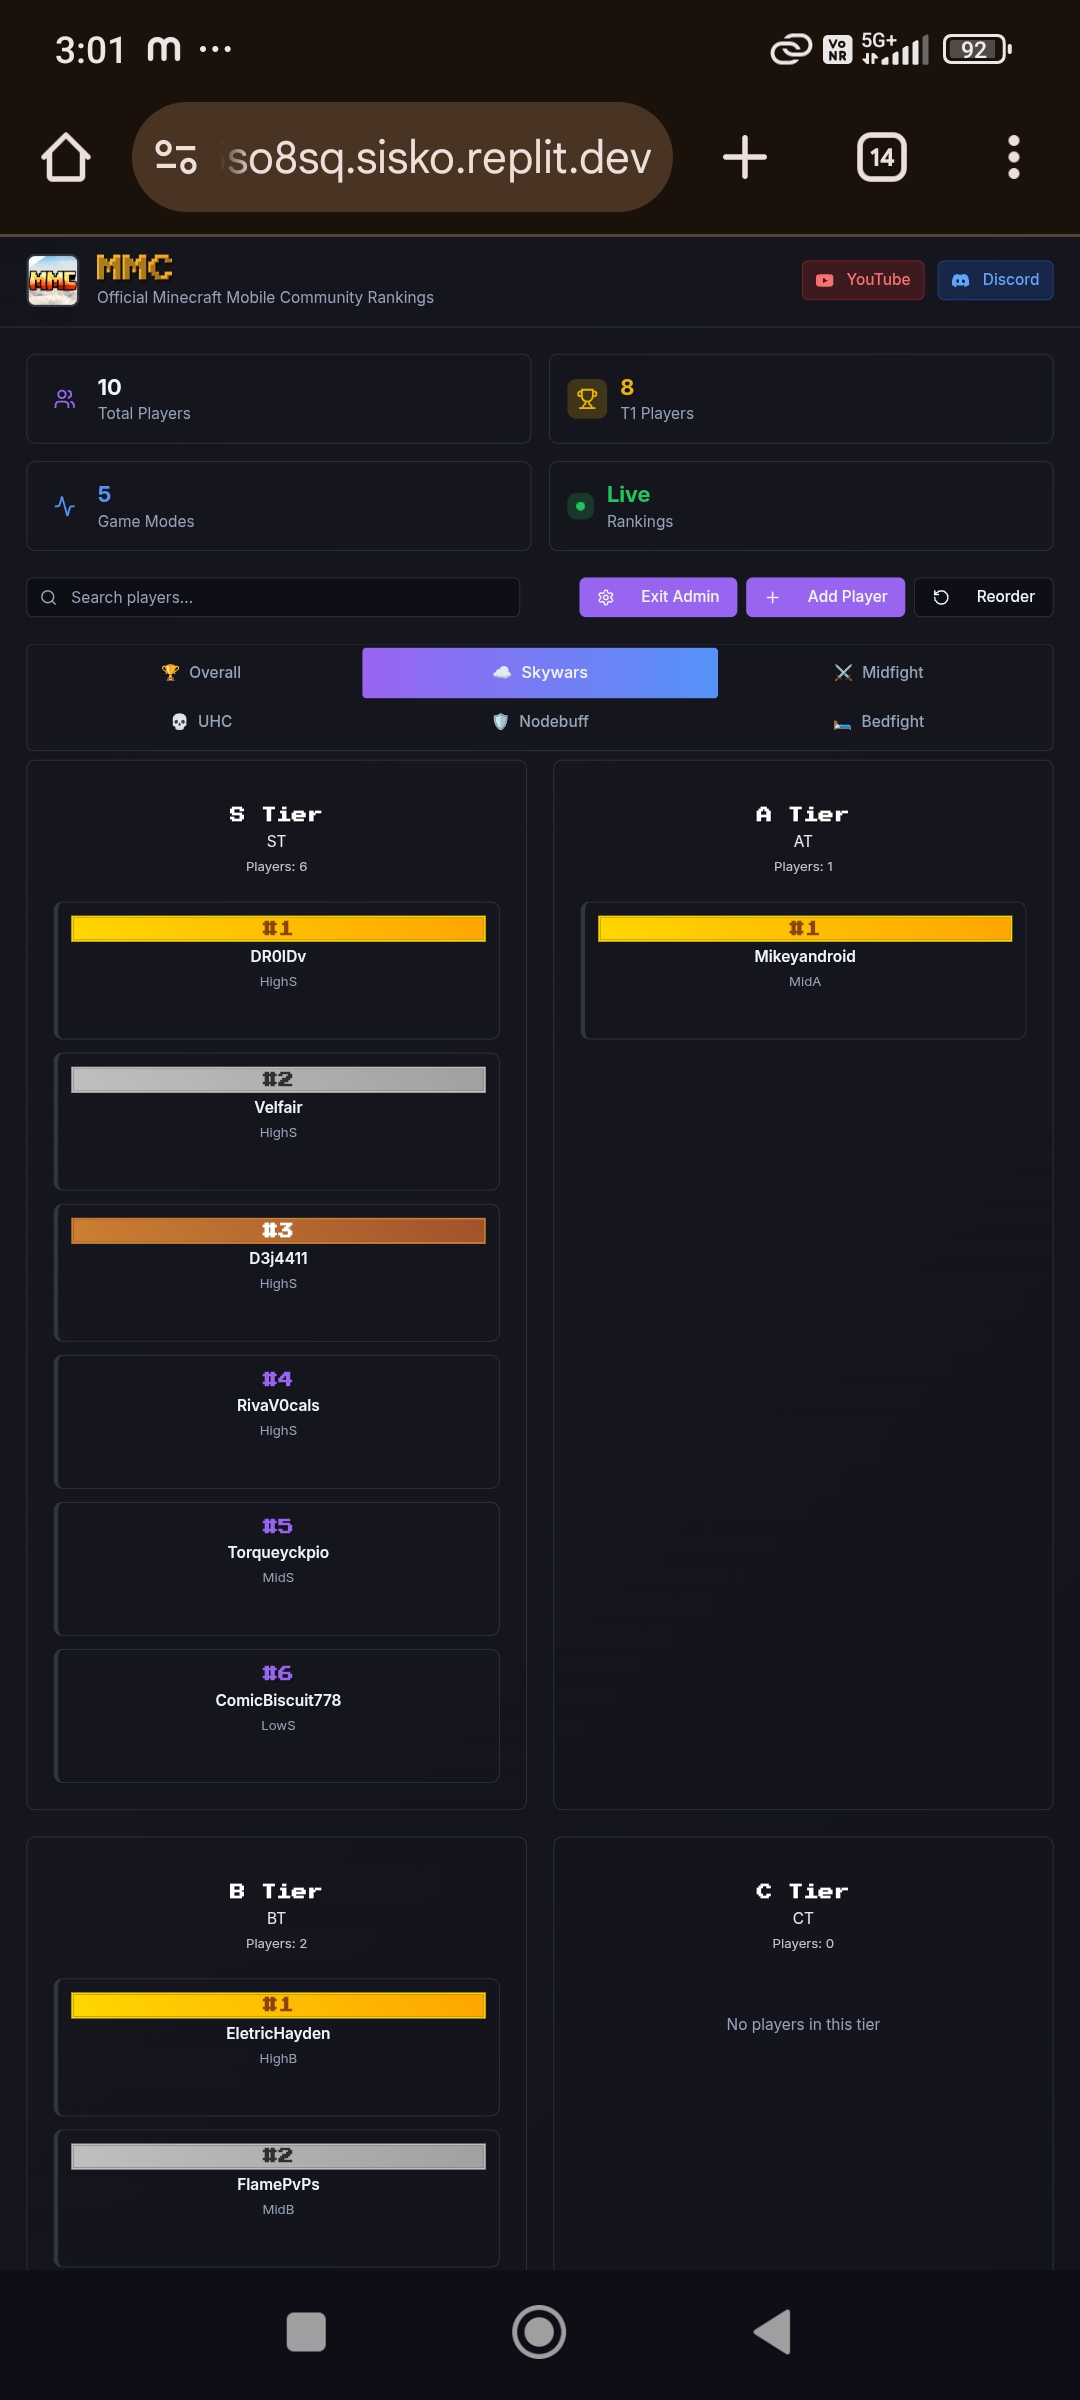 3:01 m ...
Vo NR 5G+ 92
so8sq.sisko.replit.dev
14
MMC
MMC
Official Minecraft Mobile Community Rankings
YouTube
Discord
10
Total Players
8
T1 Players
5
Game Modes
Live
Rankings
Search players...
Exit Admin
Add Player
Reorder
Overall
Skywars
Midfight
UHC
Nodebuff
Bedfight
S Tier
ST
Players: 6
#1
DR0IDv
HighS
#2
Velfair
HighS
#3
D3j4411
HighS
#4
RivaV0cals
HighS
#5
Torqueyckpio
MidS
#6
ComicBiscuit778
LowS
A Tier
AT
Players: 1
#1
Mikeyandroid
MidA
B Tier
BT
Players: 2
#1
EletricHayden
HighB
#2
FlamePvPs
MidB
C Tier
CT
Players: 0
No players in this tier